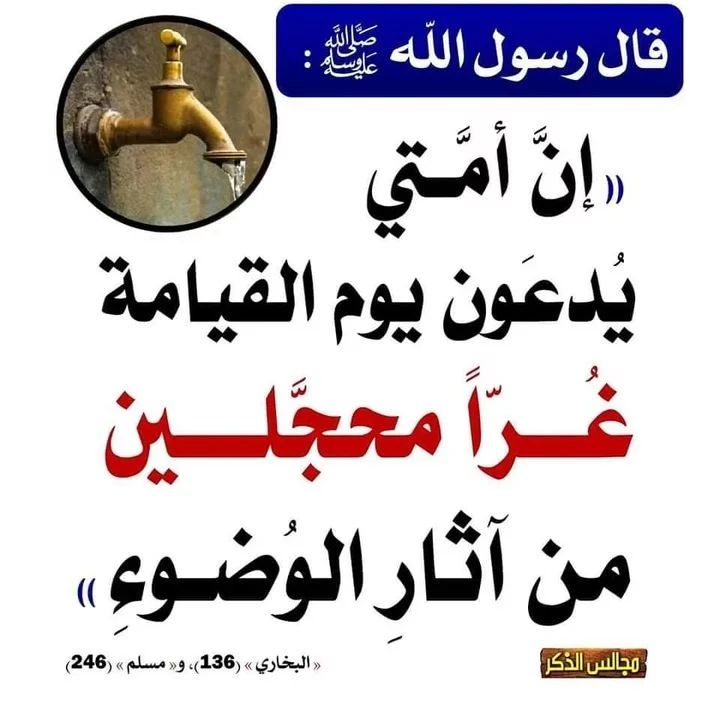 قال رسول الله ﷺ :
« إنَّ أمَّتي
يُدعَون يوم القيامة
غُرّاً محجَّلين
من آثارِ الوُضوءِ »
مجالس الذكر
« البخاري » (136)، و« مسلم » (246)